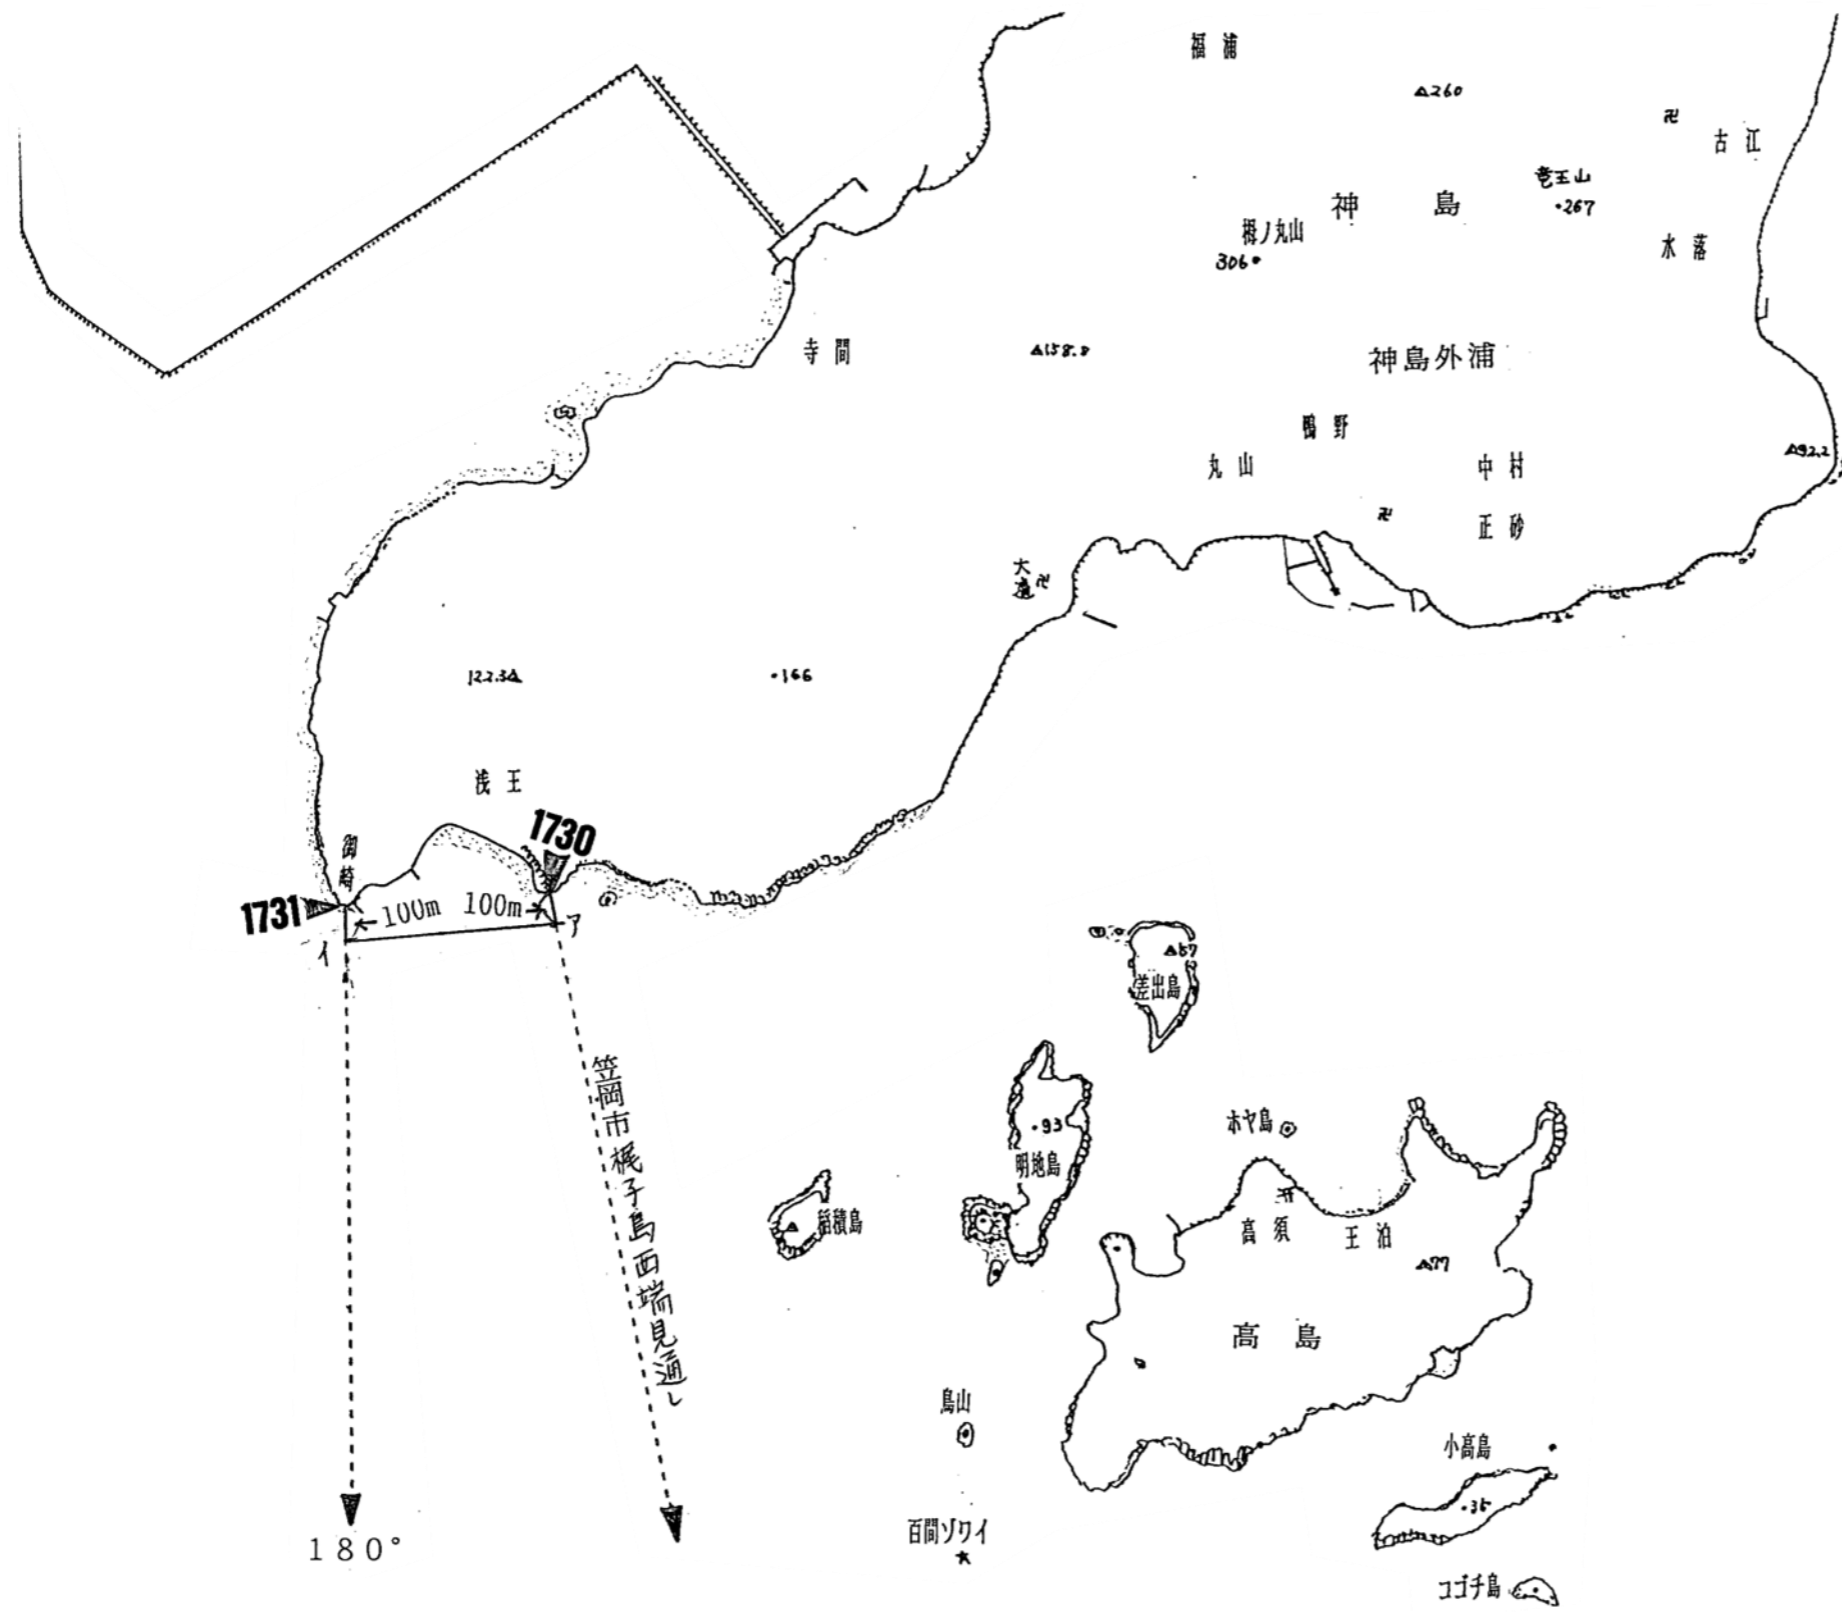 福浦
△260
卍
古江
竜王山
・267
神島
栂ノ丸山
306・
水落
寺間
△158.8
神島外浦
鴨野
丸山
中村
△92.2
卍
正砂
大
卍
122.3△
・166
浅王
1730
御崎
1731
100m
100m
ア
イ
△57
差出島
・93
明地島
ホヤ島
稲積島
高須
王泊
△77
高島
笠岡市梶子島西端見通し
鳥山
小高島
・35
百間ゾワイ
コゴチ島
180°